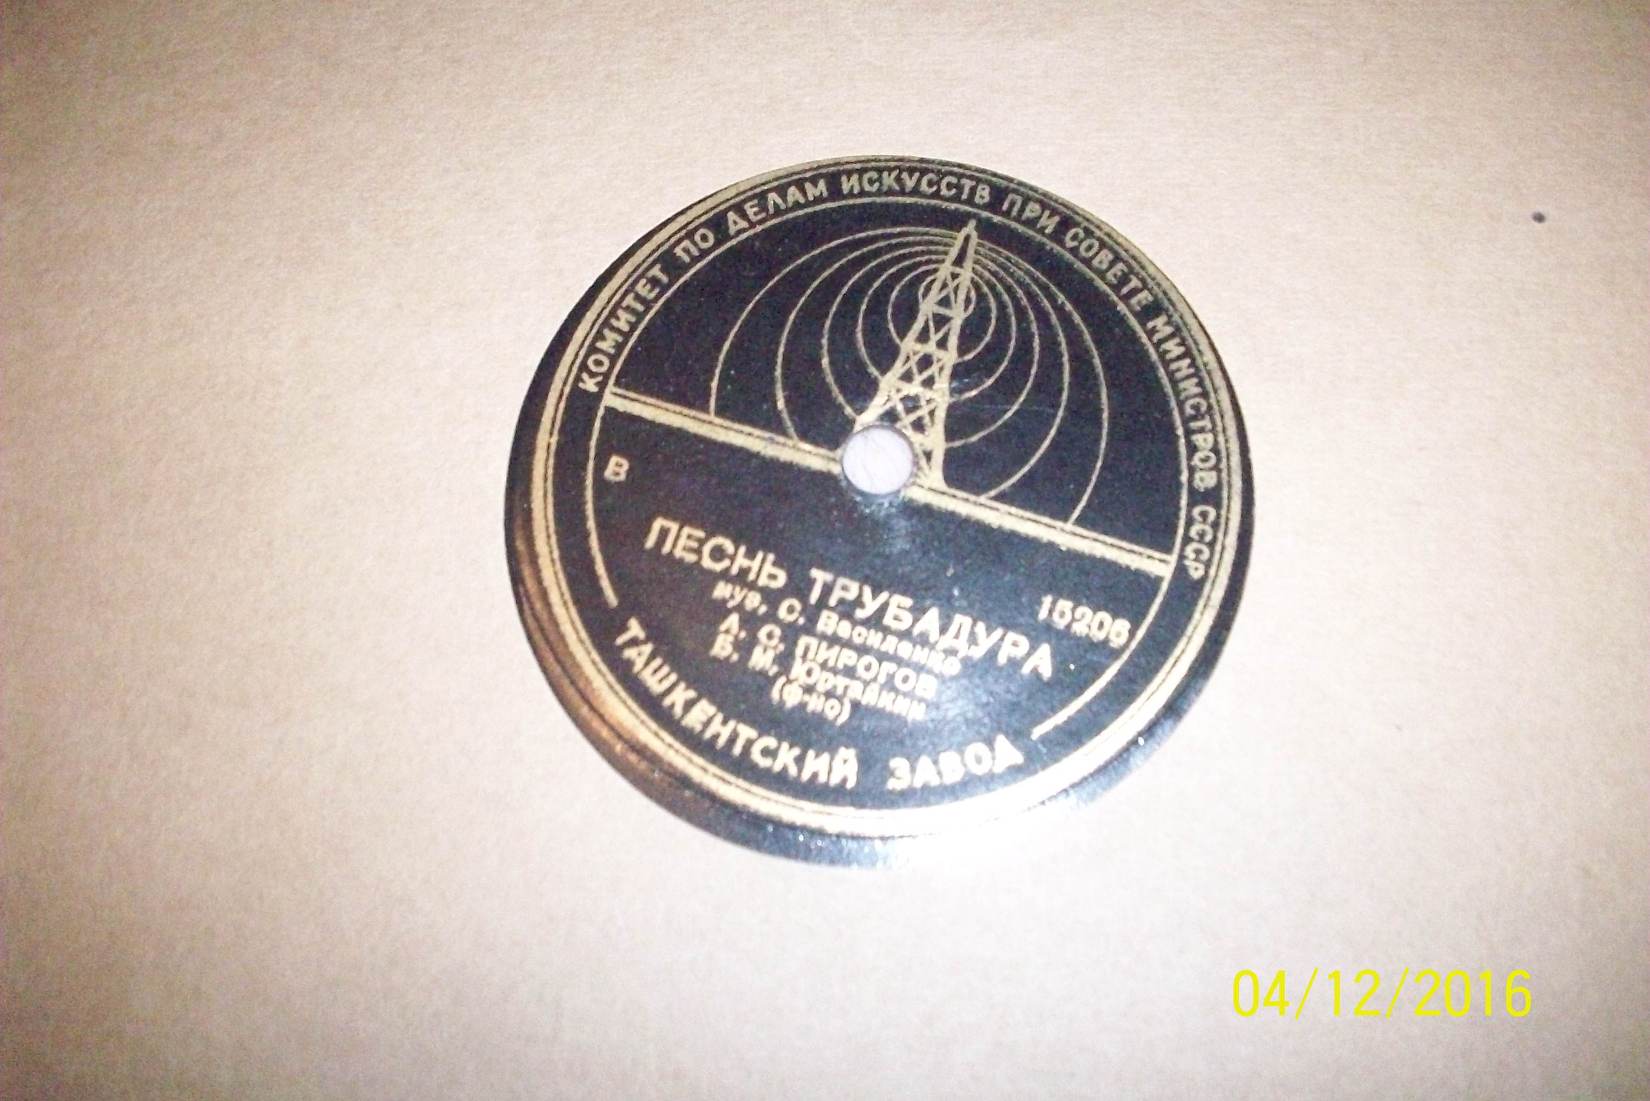 КОМИТЕТ ПО ДЕЛАМ ИСКУССТВ ПРИ СОВЕТЕ МИНИСТРОВ СССР
В
15206
ПЕСНЬ ТРУБАДУРА
муз. С. Василенко
А. С. ПИРОГОВ
В. М. Юртайкин
(ф-но)
ТАШКЕНТСКИЙ ЗАВОД
04/12/2016